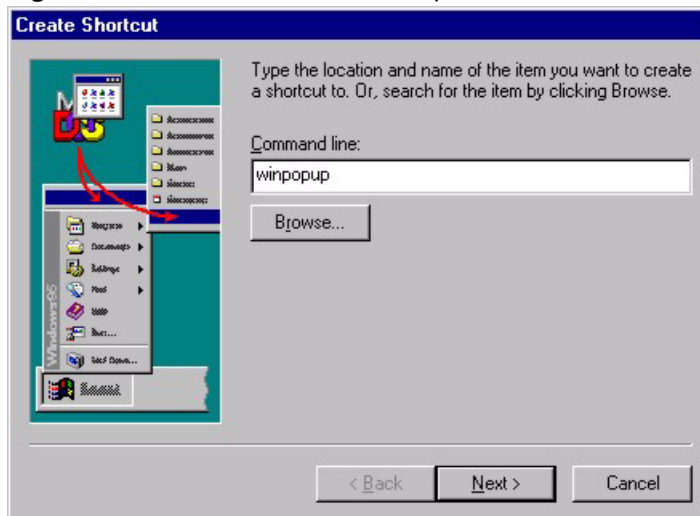 Create Shortcut
Type the location and name of the item you want to create
a shortcut to. Or, search for the item by clicking Browse.
Command line:
winpopup
Browse...
Windows95
< Back
Next >
Cancel